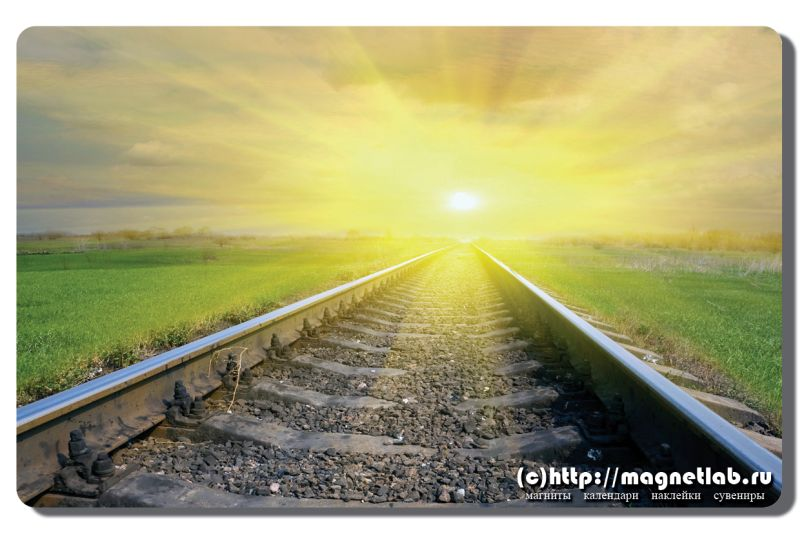 (c)http://magnetlab.ru
магниты календари наклейки сувениры